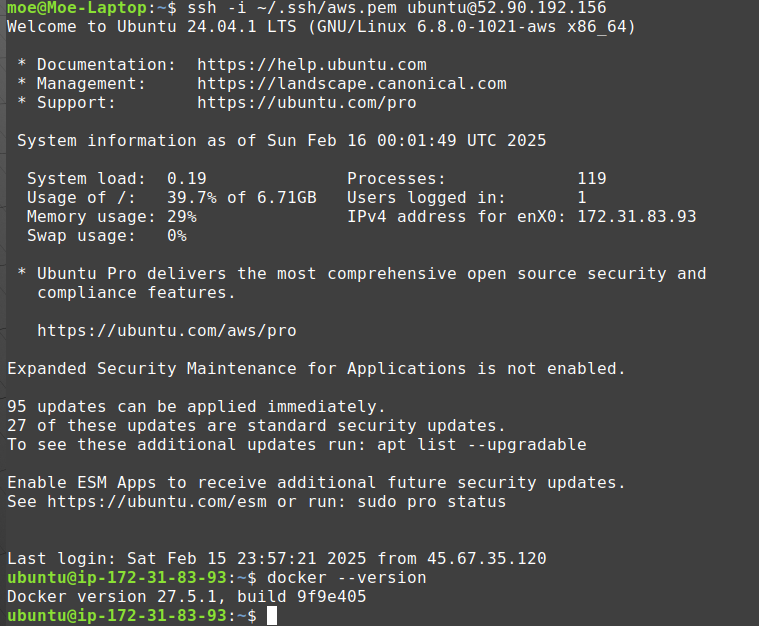 moe@Moe-Laptop:~$ ssh -i ~/.ssh/aws.pem ubuntu@52.90.192.156
Welcome to Ubuntu 24.04.1 LTS (GNU/Linux 6.8.0-1021-aws x86_64)

 * Documentation:  https://help.ubuntu.com
 * Management:     https://landscape.canonical.com
 * Support:        https://ubuntu.com/pro

 System information as of Sun Feb 16 00:01:49 UTC 2025

  System load:  0.19              Processes:             119
  Usage of /:   39.7% of 6.71GB   Users logged in:       1
  Memory usage: 29%               IPv4 address for enX0: 172.31.83.93
  Swap usage:   0%

 * Ubuntu Pro delivers the most comprehensive open source security and
   compliance features.

   https://ubuntu.com/aws/pro

Expanded Security Maintenance for Applications is not enabled.

95 updates can be applied immediately.
27 of these updates are standard security updates.
To see these additional updates run: apt list --upgradable

Enable ESM Apps to receive additional future security updates.
See https://ubuntu.com/esm or run: sudo pro status


Last login: Sat Feb 15 23:57:21 2025 from 45.67.35.120
ubuntu@ip-172-31-83-93:~$ docker --version
Docker version 27.5.1, build 9f9e405
ubuntu@ip-172-31-83-93:~$